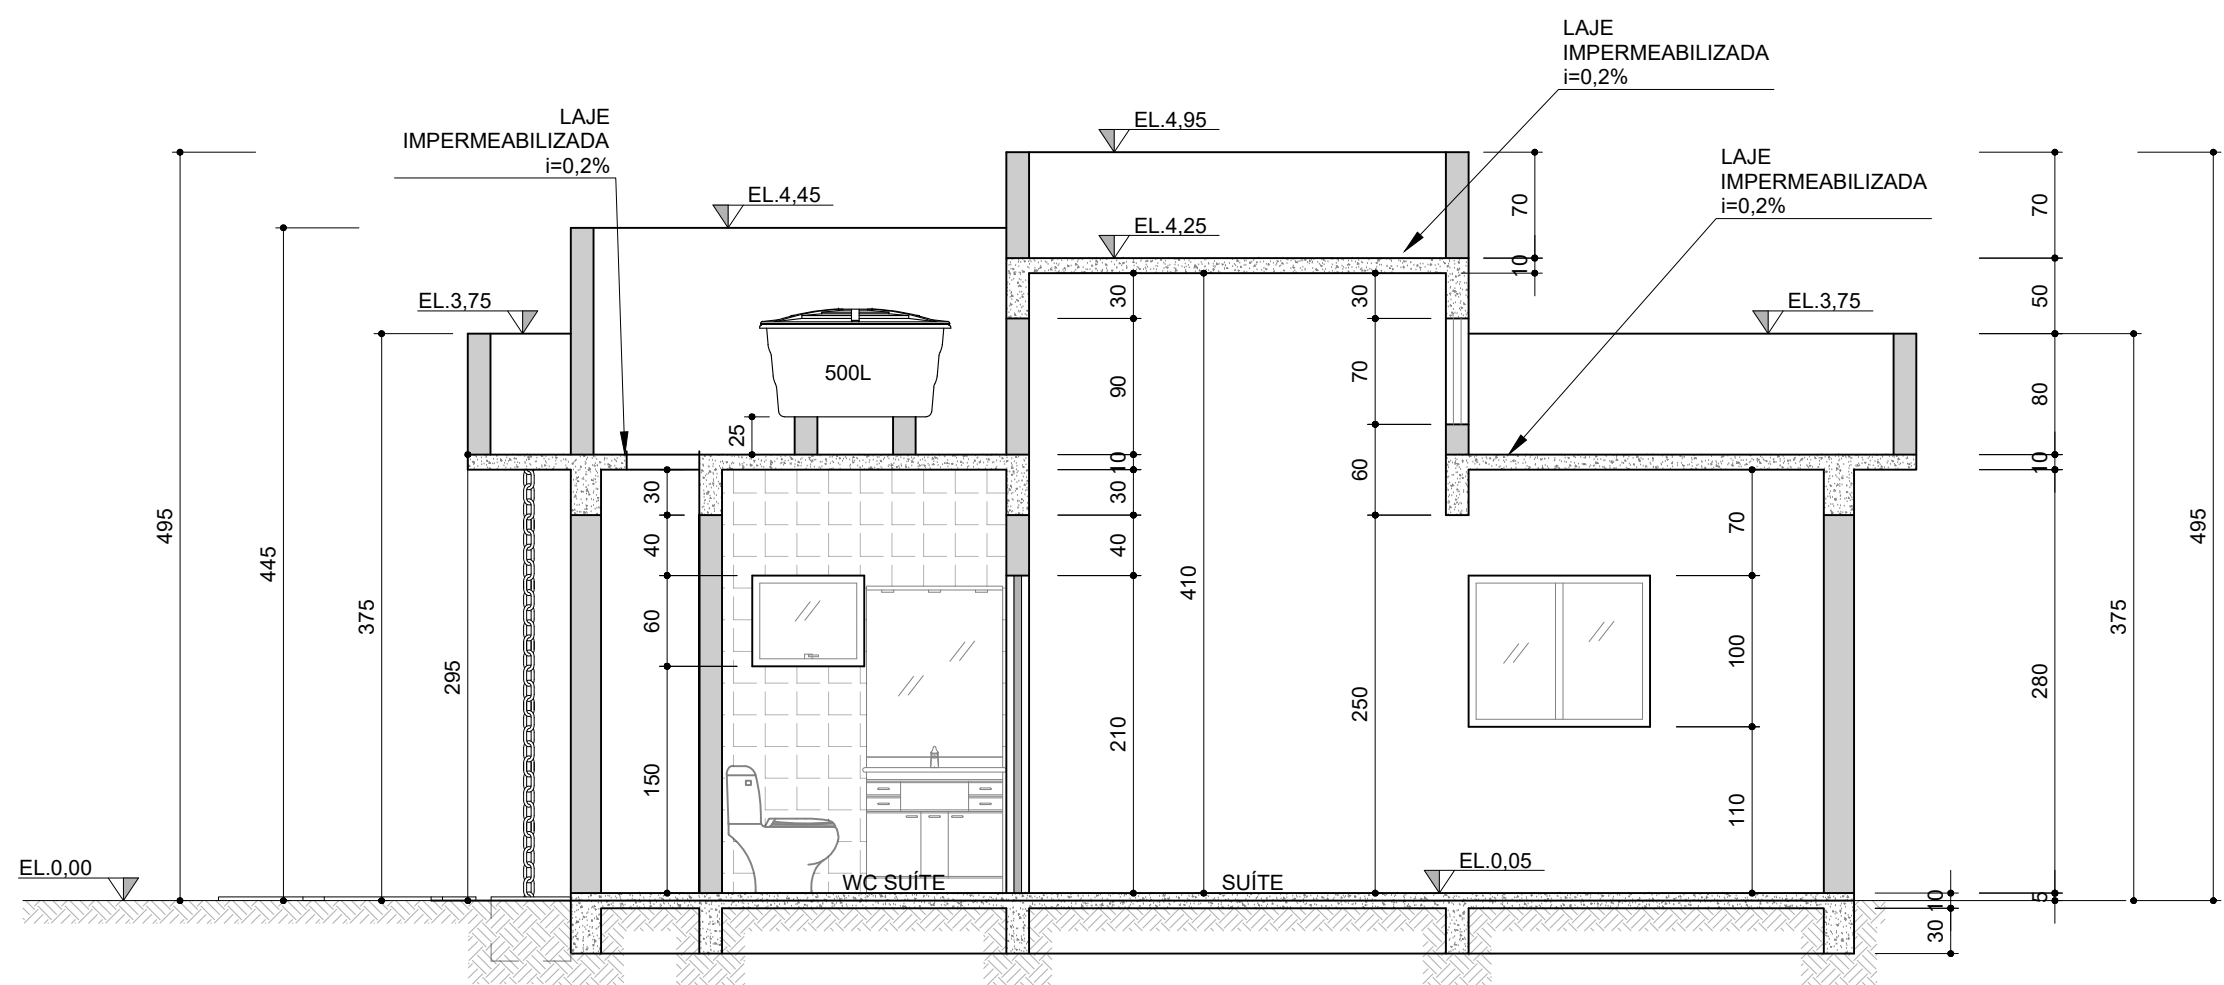 LAJE
IMPERMEABILIZADA
i=0,2%
LAJE
IMPERMEABILIZADA
i=0,2%
EL.4,95
LAJE
IMPERMEABILIZADA
i=0,2%
EL.4,45
EL.4,25
EL.3,75
EL.3,75
70
10
70
50
80
10
280
5
375
495
495
445
375
295
500L
25
30
40
60
150
30
90
10
30
40
210
410
30
70
60
250
70
100
110
EL.0,00
WC SUÍTE
SUÍTE
EL.0,05
10
30